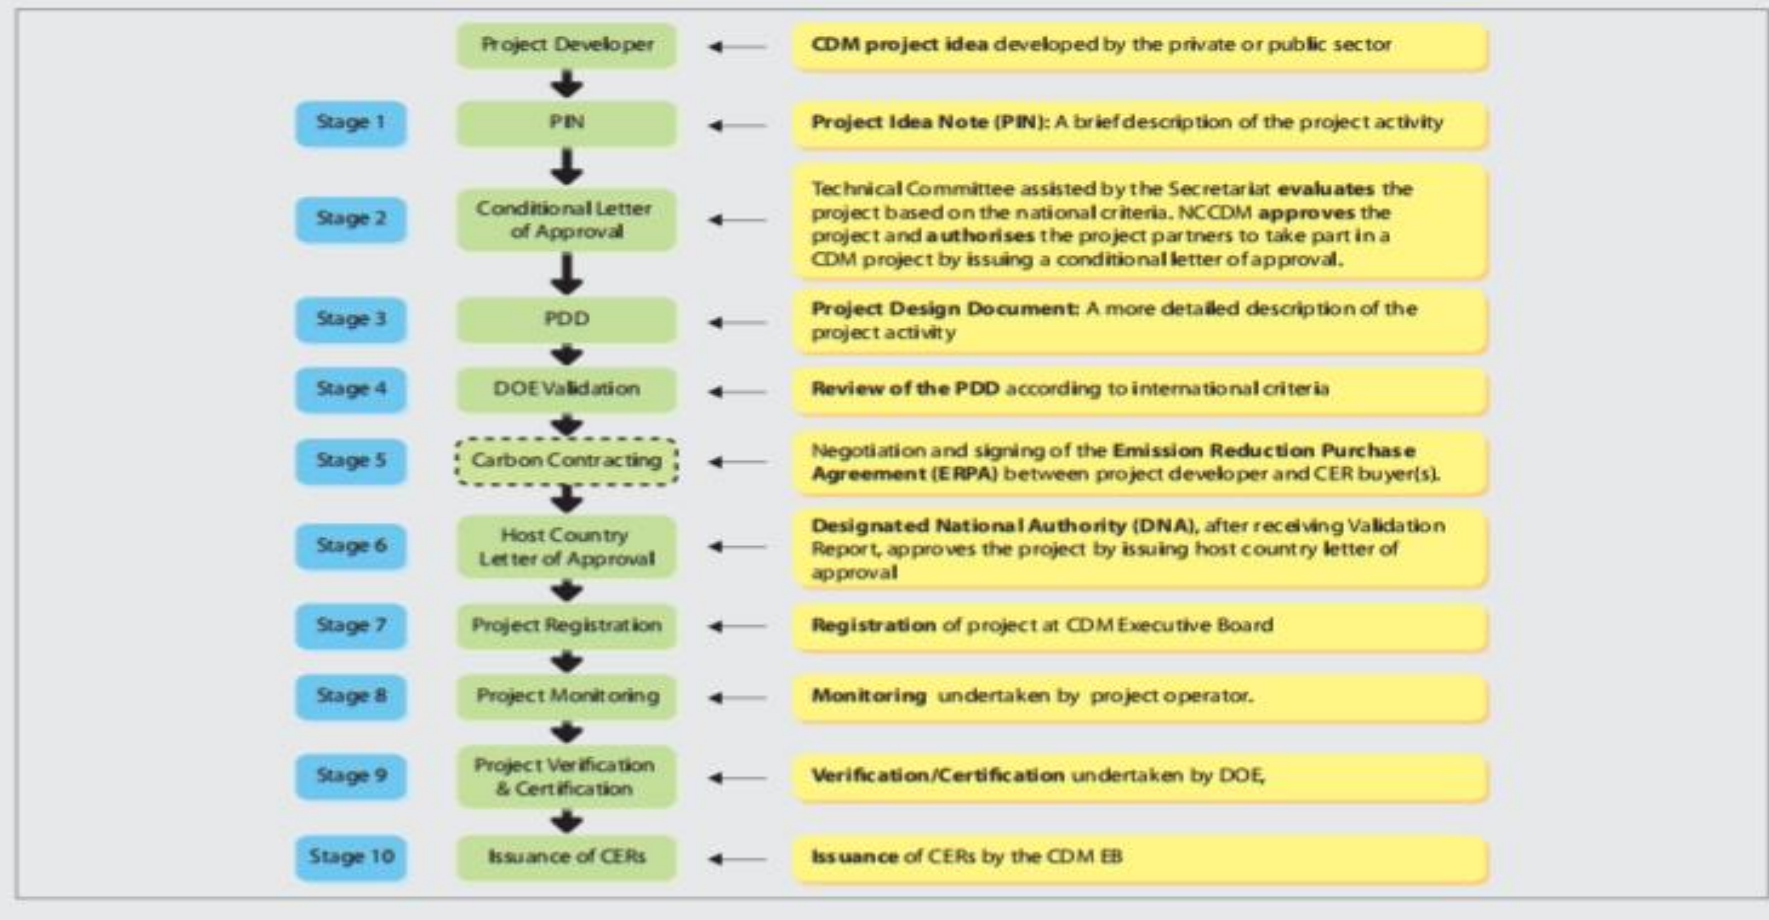 Project Developer
CDM project idea developed by the private or public sector
Stage 1
PIN
Project Idea Note (PIN): A brief description of the project activity
Stage 2
Conditional Letter
of Approval
Technical Committee assisted by the Secretariat evaluates the
project based on the national criteria. NCCDM approves the
project and authorises the project partners to take part in a
CDM project by issuing a conditional letter of approval.
Stage 3
PDD
Project Design Document: A more detailed description of the
project activity
Stage 4
DOE Validation
Review of the PDD according to international criteria
Stage 5
Carbon Contracting
Negotiation and signing of the Emission Reduction Purchase
Agreement (ERPA) between project developer and CER buyer(s).
Stage 6
Host Country
Letter of Approval
Designated National Authority (DNA), after receiving Validation
Report, approves the project by issuing host country letter of
approval
Stage 7
Project Registration
Registration of project at CDM Executive Board
Stage 8
Project Monitoring
Monitoring undertaken by project operator.
Stage 9
Project Verification
& Certification
Verification/Certification undertaken by DOE,
Stage 10
Issuance of CERs
Issuance of CERs by the CDM EB